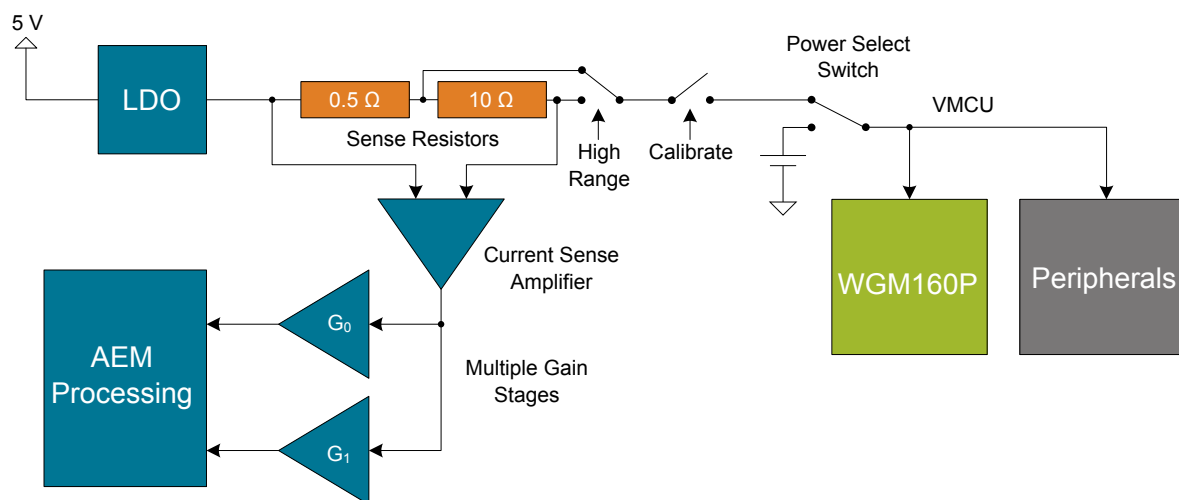 5 V
LDO
0.5 Ω
10 Ω
Sense Resistors
High
Range
Calibrate
Power Select
Switch
VMCU
WGM160P
Peripherals
Current Sense
Amplifier
AEM
Processing
G0
G1
Multiple Gain
Stages